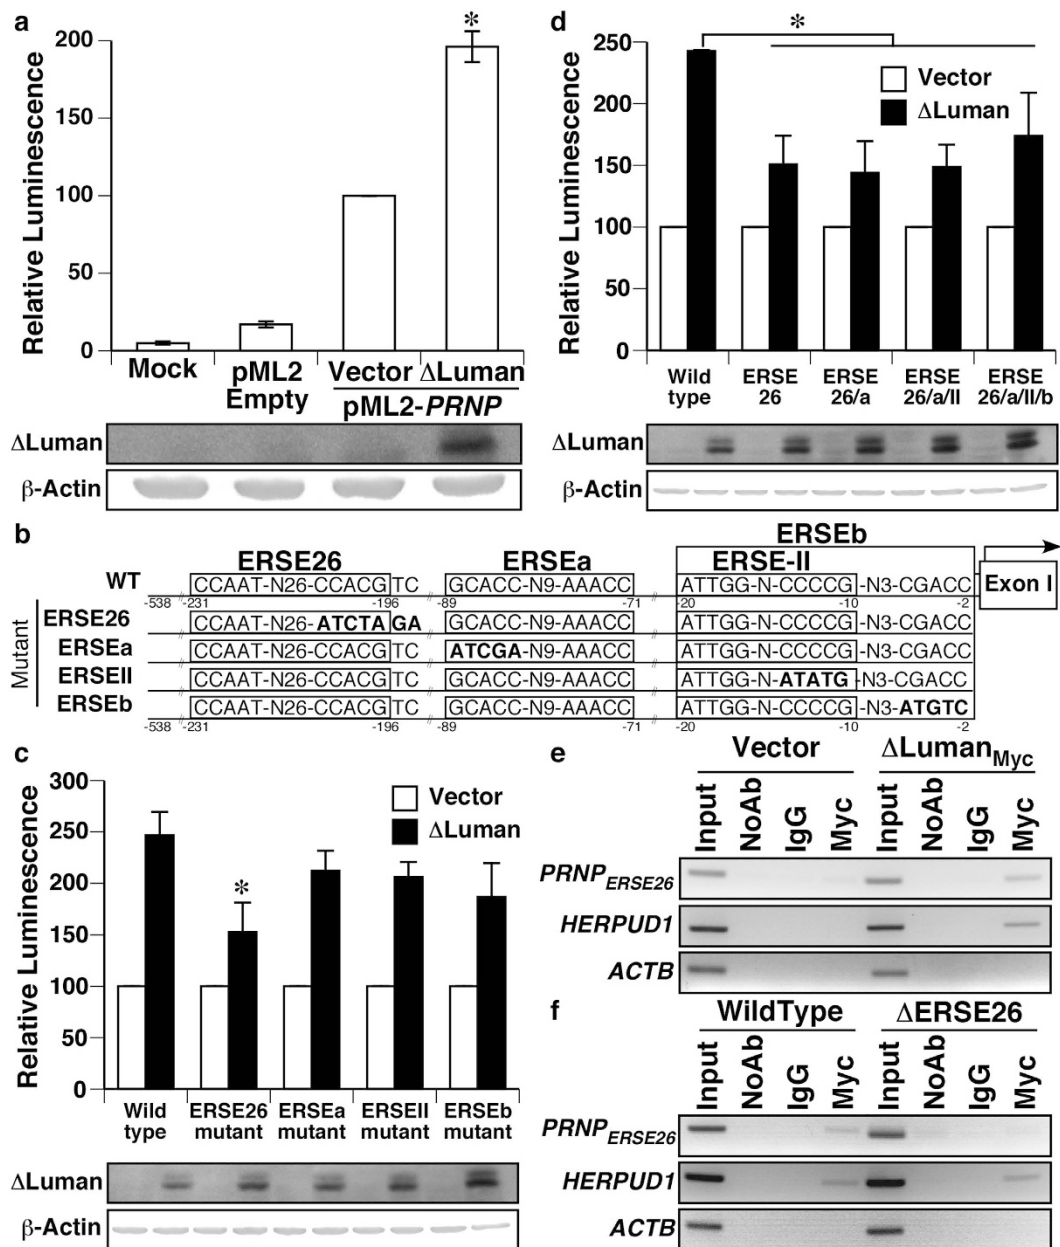 a
Relative Luminescence
200
150
100
50
0
*
Mock
pML2 Empty
Vector ΔLuman
pML2-PRNP
ΔLuman
β-Actin
d
Relative Luminescence
250
200
150
100
50
0
*
Vector
ΔLuman
Wild type
ERSE 26
ERSE 26/a
ERSE 26/a/II
ERSE 26/a/II/b
ΔLuman
β-Actin
b
ERSEb
ERSE26 ERSEa ERSE-II
WT CCAAT-N26-CCACG TC GCACC-N9-AAACC ATTGG-N-CCCCG -N3-CGACC Exon I
-538 -231 -196 -89 -71 -20 -10 -2
Mutant
ERSE26 CCAAT-N26-ATCTA GA GCACC-N9-AAACC ATTGG-N-CCCCG -N3-CGACC
ERSEa CCAAT-N26-CCACG TC ATCGA-N9-AAACC ATTGG-N-CCCCG -N3-CGACC
ERSEII CCAAT-N26-CCACG TC GCACC-N9-AAACC ATTGG-N-ATATG -N3-CGACC
ERSEb CCAAT-N26-CCACG TC GCACC-N9-AAACC ATTGG-N-CCCCG -N3-ATGTC
-538 -231 -196 -89 -71 -20 -10 -2
c
Relative Luminescence
300
250
200
150
100
50
0
*
Vector
ΔLuman
Wild type
ERSE26 mutant
ERSEa mutant
ERSEII mutant
ERSEb mutant
ΔLuman
β-Actin
e
Vector ΔLumanMyc
Input NoAb IgG Myc Input NoAb IgG Myc
PRNPERSE26
HERPUD1
ACTB
f
WildType ΔERSE26
Input NoAb IgG Myc Input NoAb IgG Myc
PRNPERSE26
HERPUD1
ACTB